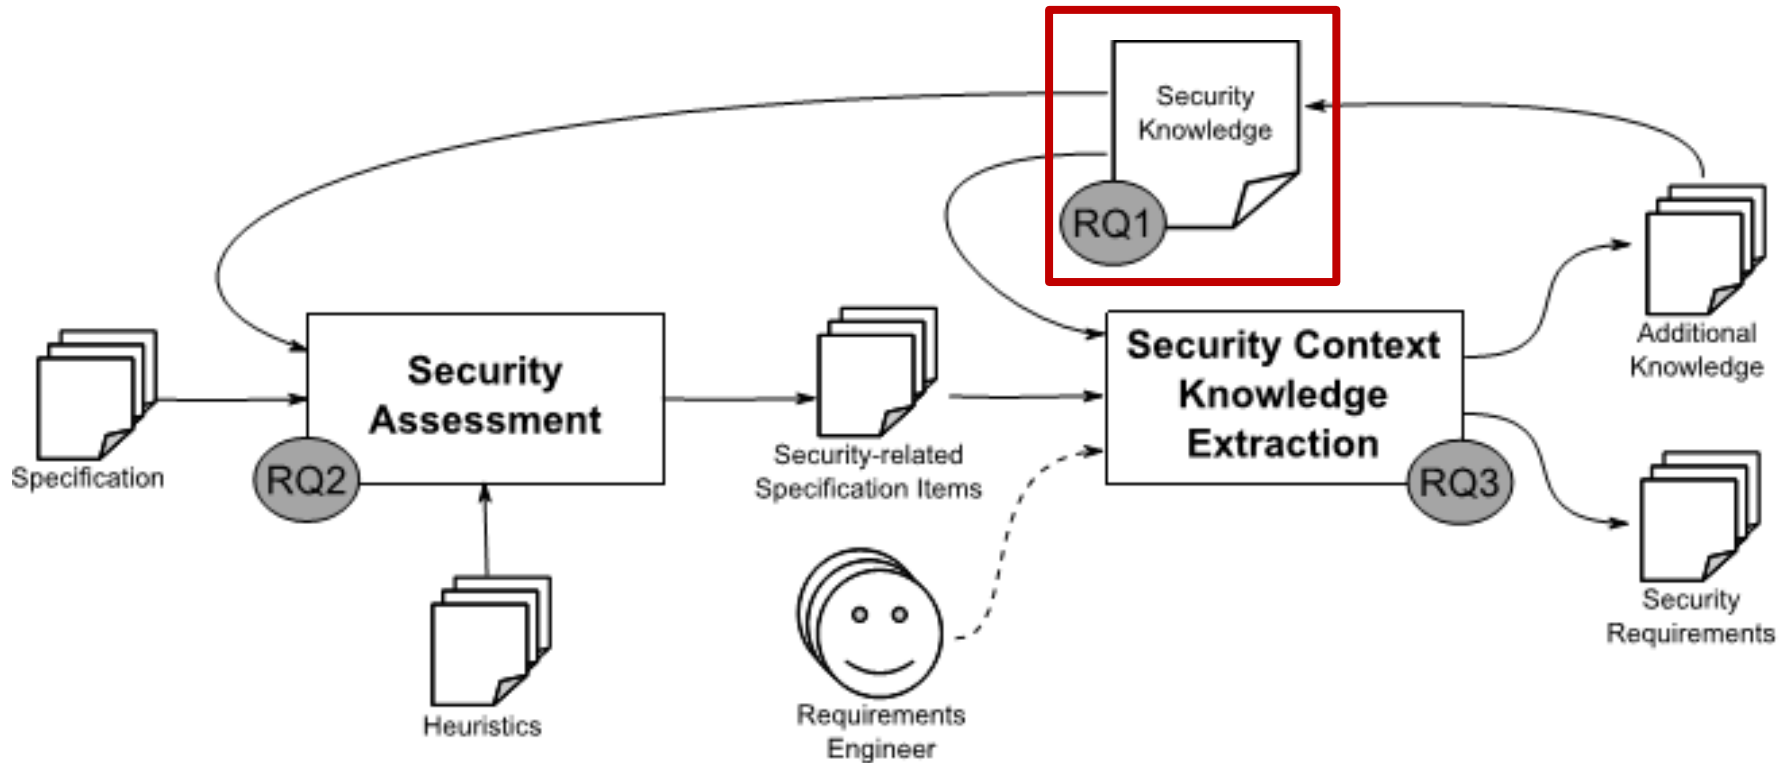 Security
Knowledge
RQ1
Specification
Security
Assessment
RQ2
Heuristics
Security-related
Specification Items
Requirements
Engineer
Security Context
Knowledge
Extraction
RQ3
Additional
Knowledge
Security
Requirements